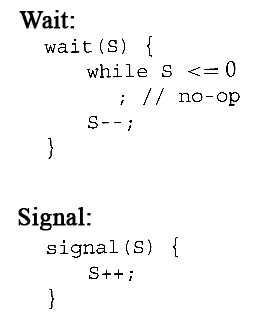 Wait:
wait(S) {
while S <= 0
; // no-op
S--;
}
Signal:
signal(S) {
S++;
}